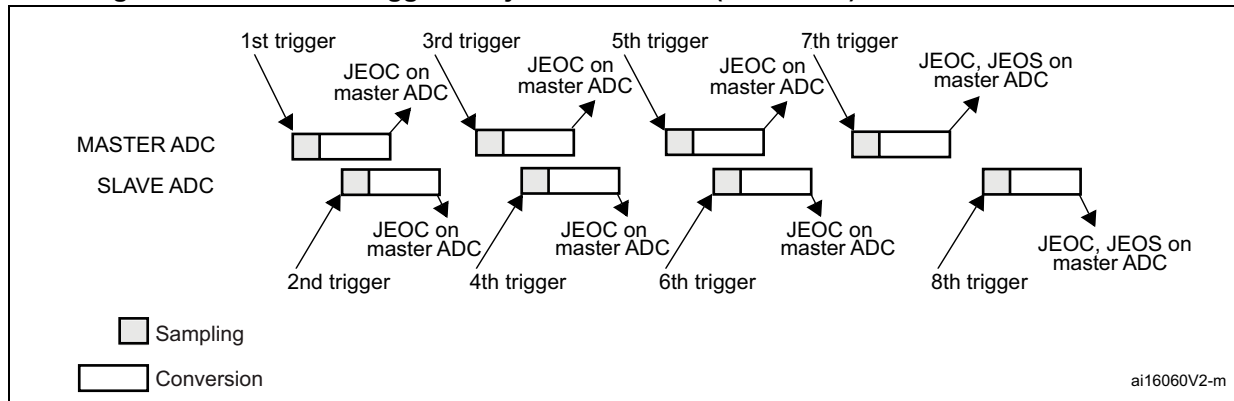 1st trigger
3rd trigger
5th trigger
7th trigger
JEOC on
master ADC
JEOC on
master ADC
JEOC on
master ADC
JEOC, JEOS on
master ADC
MASTER ADC
SLAVE ADC
JEOC on
master ADC
JEOC on
master ADC
JEOC on
master ADC
JEOC, JEOS on
master ADC
2nd trigger
4th trigger
6th trigger
8th trigger
Sampling
Conversion
ai16060V2-m